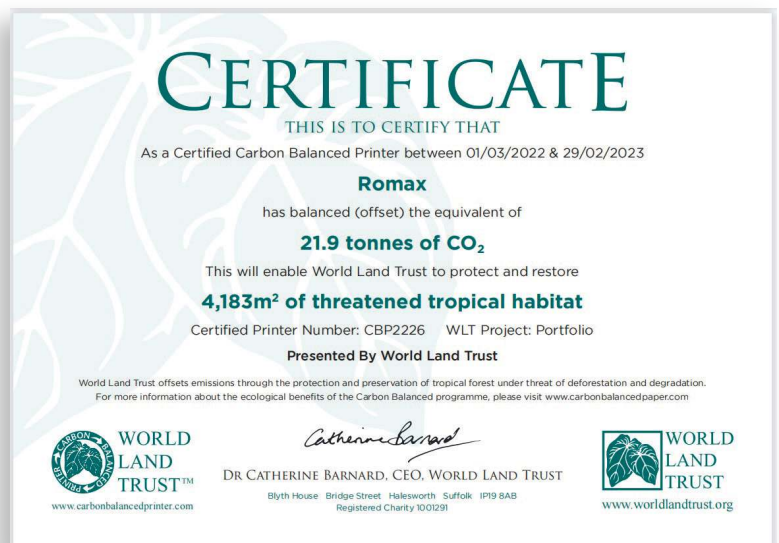 CERTIFICATE
THIS IS TO CERTIFY THAT
As a Certified Carbon Balanced Printer between 01/03/2022 & 29/02/2023
Romax
has balanced (offset) the equivalent of
21.9 tonnes of CO₂
This will enable World Land Trust to protect and restore
4,183m² of threatened tropical habitat
Certified Printer Number: CBP2226 WLT Project: Portfolio
Presented By World Land Trust
World Land Trust offsets emissions through the protection and preservation of tropical forest under threat of deforestation and degradation.
For more information about the ecological benefits of the Carbon Balanced programme, please visit www.carbonbalancedpaper.com
CARBON BALANCED PRINTER
WORLD
LAND
TRUST™
www.carbonbalancedprinter.com
Catherine Barnard
DR CATHERINE BARNARD, CEO, WORLD LAND TRUST
Blyth House Bridge Street Halesworth Suffolk IP19 8AB
Registered Charity 1001291
WORLD
LAND
TRUST
www.worldlandtrust.org